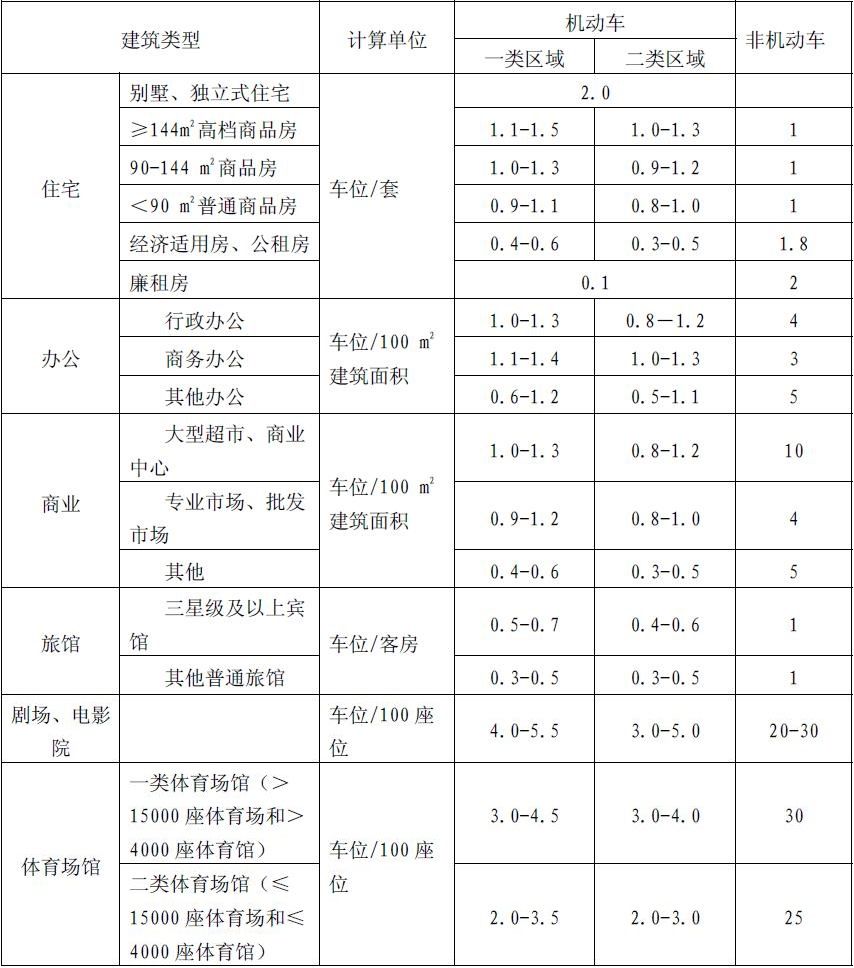 建筑类型 计算单位 机动车 非机动车
一类区域 二类区域
住宅 别墅、独立式住宅 车位/套 2.0
≥144m²高档商品房 1.1-1.5 1.0-1.3 1
90-144 m²商品房 1.0-1.3 0.9-1.2 1
＜90 m²普通商品房 0.9-1.1 0.8-1.0 1
经济适用房、公租房 0.4-0.6 0.3-0.5 1.8
廉租房 0.1 2
办公 行政办公 车位/100 m² 1.0-1.3 0.8－1.2 4
商务办公 建筑面积 1.1-1.4 1.0-1.3 3
其他办公 0.6-1.2 0.5-1.1 5
商业 大型超市、商业 车位/100 m² 1.0-1.3 0.8-1.2 10
中心 建筑面积
专业市场、批发 0.9-1.2 0.8-1.0 4
市场
其他 0.4-0.6 0.3-0.5 5
旅馆 三星级及以上宾 车位/客房 0.5-0.7 0.4-0.6 1
馆
其他普通旅馆 0.3-0.5 0.3-0.5 1
剧场、电影 车位/100 座 4.0-5.5 3.0-5.0 20-30
院 位
体育场馆 一类体育场馆（＞ 车位/100 座 3.0-4.5 3.0-4.0 30
15000 座体育场和＞ 位
4000 座体育馆）
二类体育场馆（≤ 2.0-3.5 2.0-3.0 25
15000 座体育场和≤
4000 座体育馆）